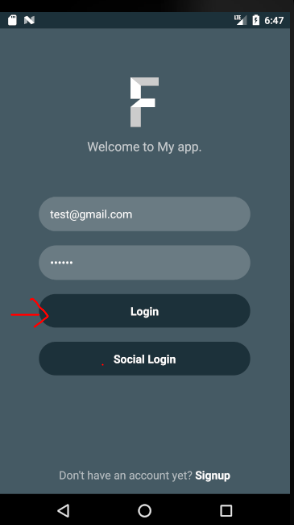 LTE 6:47
F
Welcome to My app.
test@gmail.com
••••••
Login
Social Login
Don't have an account yet? Signup